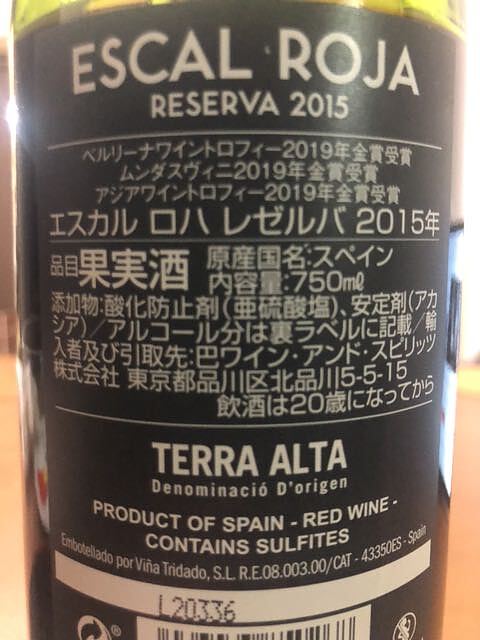 ESCAL ROJA
RESERVA 2015
ベルリーナワイントロフィー2019年金賞受賞
ムンダスヴィニ2019年金賞受賞
アジアワイントロフィー2019年金賞受賞
エスカル ロハ レゼルバ 2015年
品目果実酒 原産国名:スペイン
内容量:750mℓ
添加物:酸化防止剤(亜硫酸塩)、安定剤(アカ
シア)/アルコール分は裏ラベルに記載/輸
入者及び引取先:巴ワイン・アンド・スピリッツ
株式会社 東京都品川区北品川5-5-15
飲酒は20歳になってから
TERRA ALTA
Denominació D'origen
PRODUCT OF SPAIN - RED WINE -
CONTAINS SULFITES
Embotellado por Viña Tridado, S.L. R.E.08.003.00/CAT - 43350ES - Spain
L20336